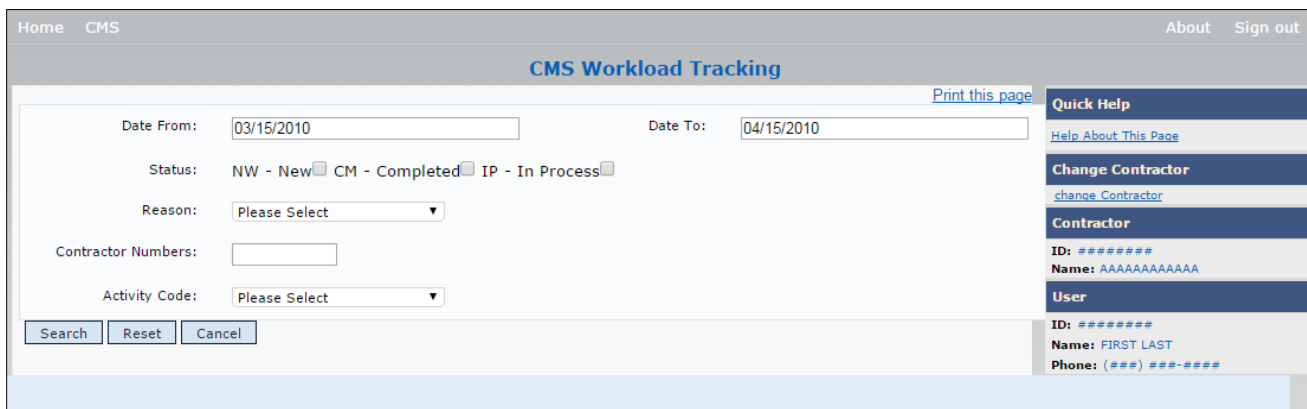 Home CMS About Sign out
CMS Workload Tracking
Print this page
Date From: 03/15/2010 Date To: 04/15/2010
Status: NW - New CM - Completed IP - In Process
Reason: Please Select
Contractor Numbers:
Activity Code: Please Select
Search Reset Cancel
Quick Help
Help About This Page
Change Contractor
change Contractor
Contractor
ID: ########
Name: AAAAAAAAAAAA
User
ID: ########
Name: FIRST LAST
Phone: (###) ###-####